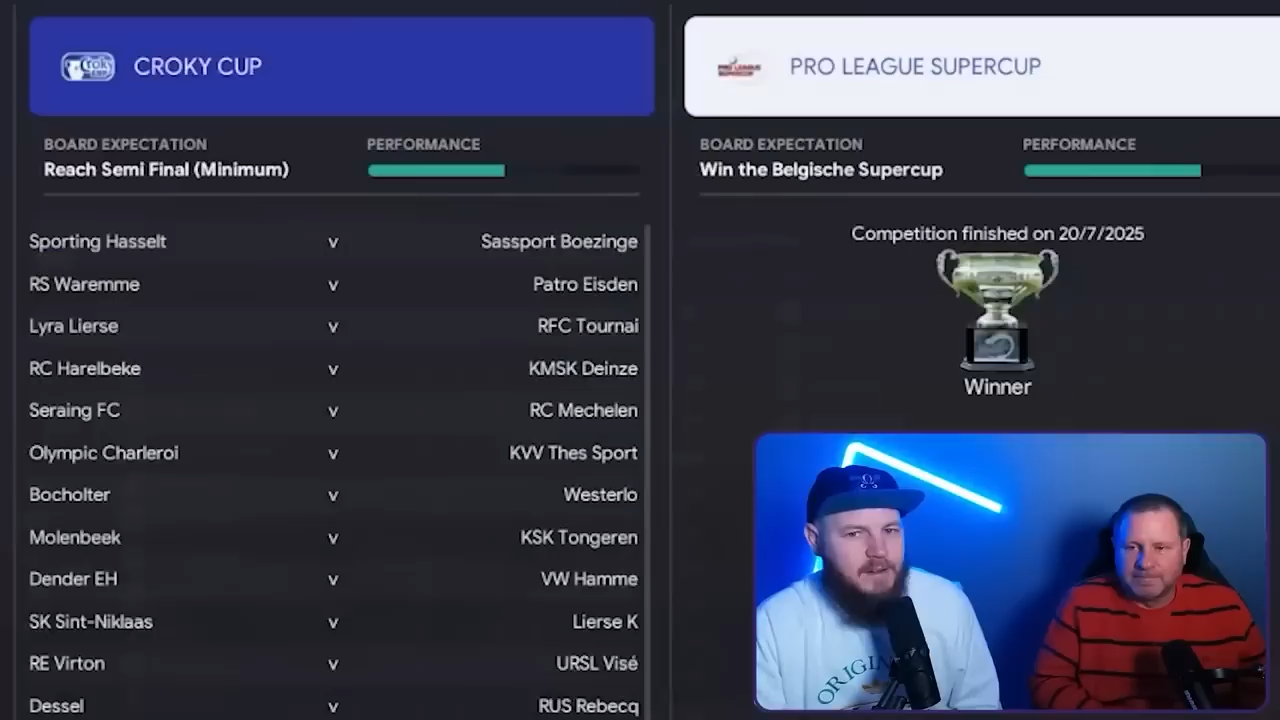 CROKY CUP
BOARD EXPECTATION
PERFORMANCE
Reach Semi Final (Minimum)
Sporting Hasselt v Sassport Boezinge
RS Waremme v Patro Eisden
Lyra Lierse v RFC Tournai
RC Harelbeke v KMSK Deinze
Seraing FC v RC Mechelen
Olympic Charleroi v KVV Thes Sport
Bocholter v Westerlo
Molenbeek v KSK Tongeren
Dender EH v VW Hamme
SK Sint-Niklaas v Lierse K
RE Virton v URSL Visé
Dessel v RUS Rebecq
PRO LEAGUE SUPERCUP
BOARD EXPECTATION
PERFORMANCE
Win the Belgische Supercup
Competition finished on 20/7/2025
Winner
ORIGIN